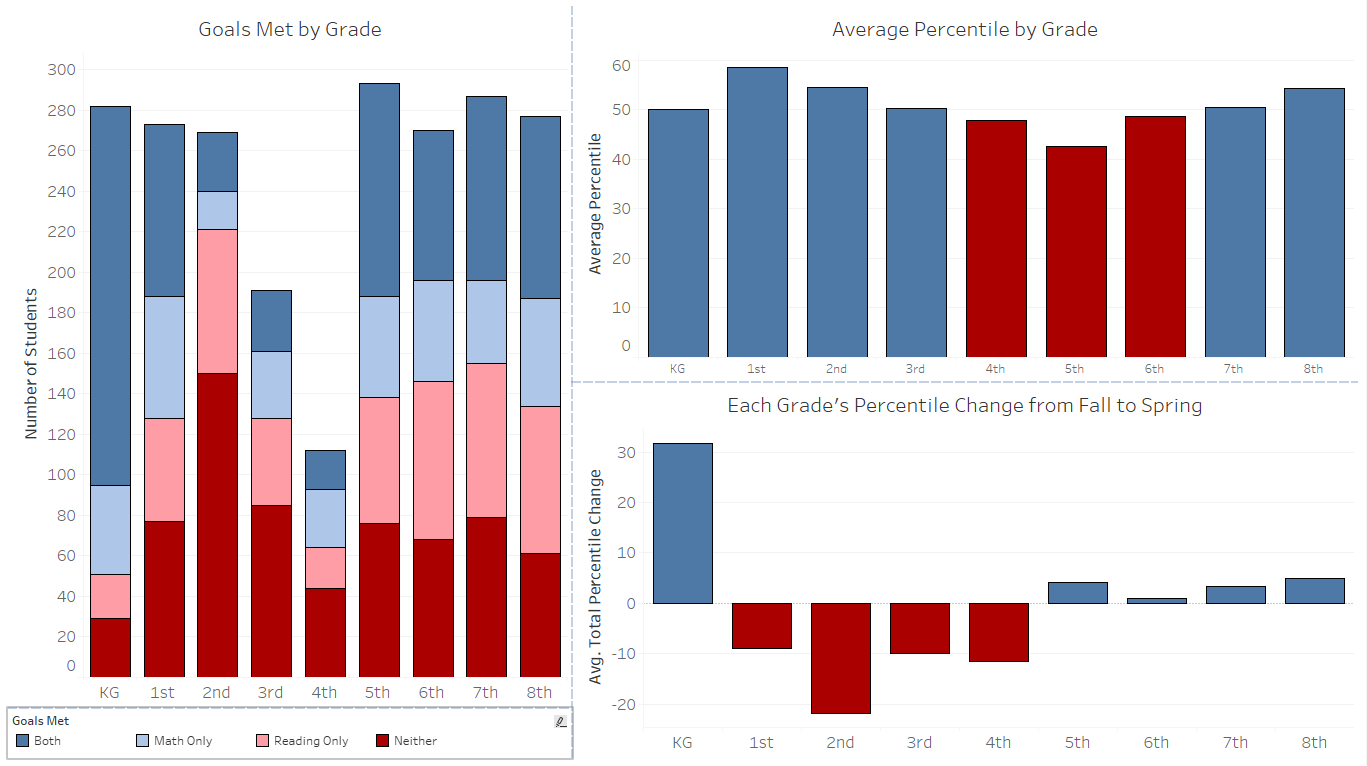 Goals Met by Grade
Number of Students
300
280
260
240
220
200
180
160
140
120
100
80
60
40
20
0
KG 1st 2nd 3rd 4th 5th 6th 7th 8th
Goals Met
Both Math Only Reading Only Neither
Average Percentile by Grade
Average Percentile
60
50
40
30
20
10
0
KG 1st 2nd 3rd 4th 5th 6th 7th 8th
Each Grade's Percentile Change from Fall to Spring
Avg. Total Percentile Change
30
20
10
0
-10
-20
KG 1st 2nd 3rd 4th 5th 6th 7th 8th